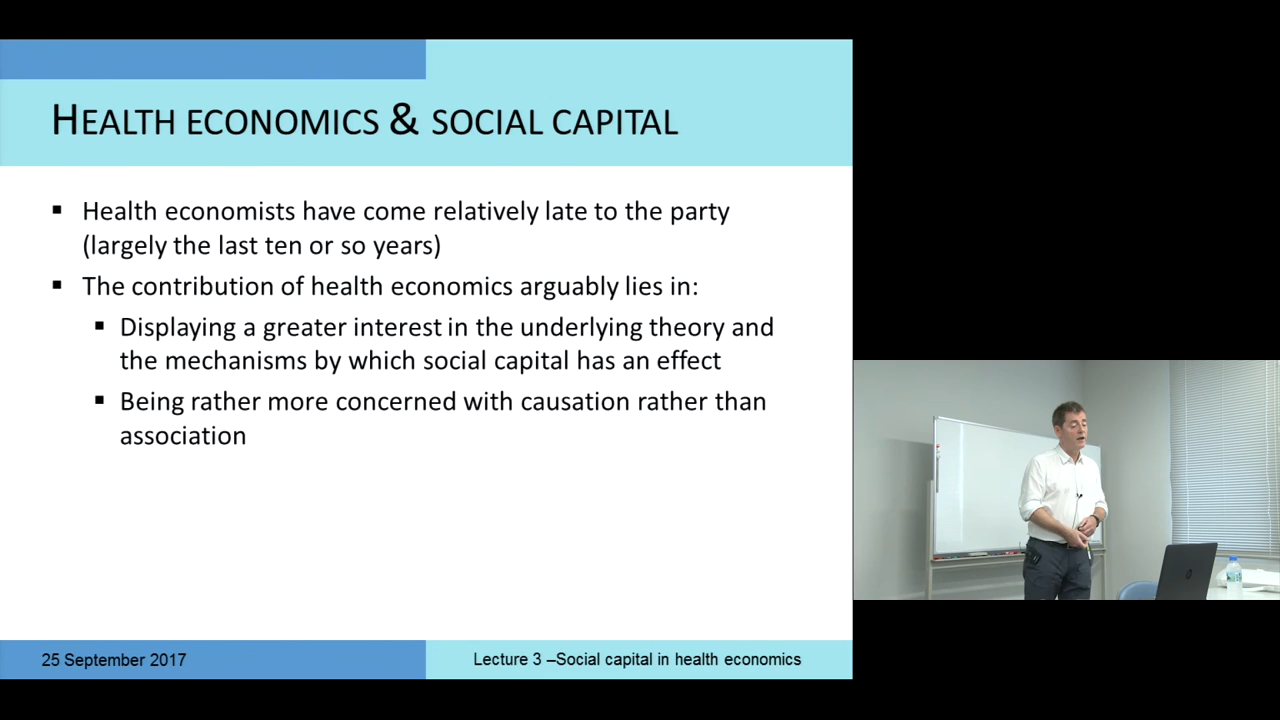 HEALTH ECONOMICS & SOCIAL CAPITAL
▪ Health economists have come relatively late to the party
(largely the last ten or so years)
▪ The contribution of health economics arguably lies in:
▪ Displaying a greater interest in the underlying theory and
the mechanisms by which social capital has an effect
▪ Being rather more concerned with causation rather than
association
25 September 2017
Lecture 3 –Social capital in health economics